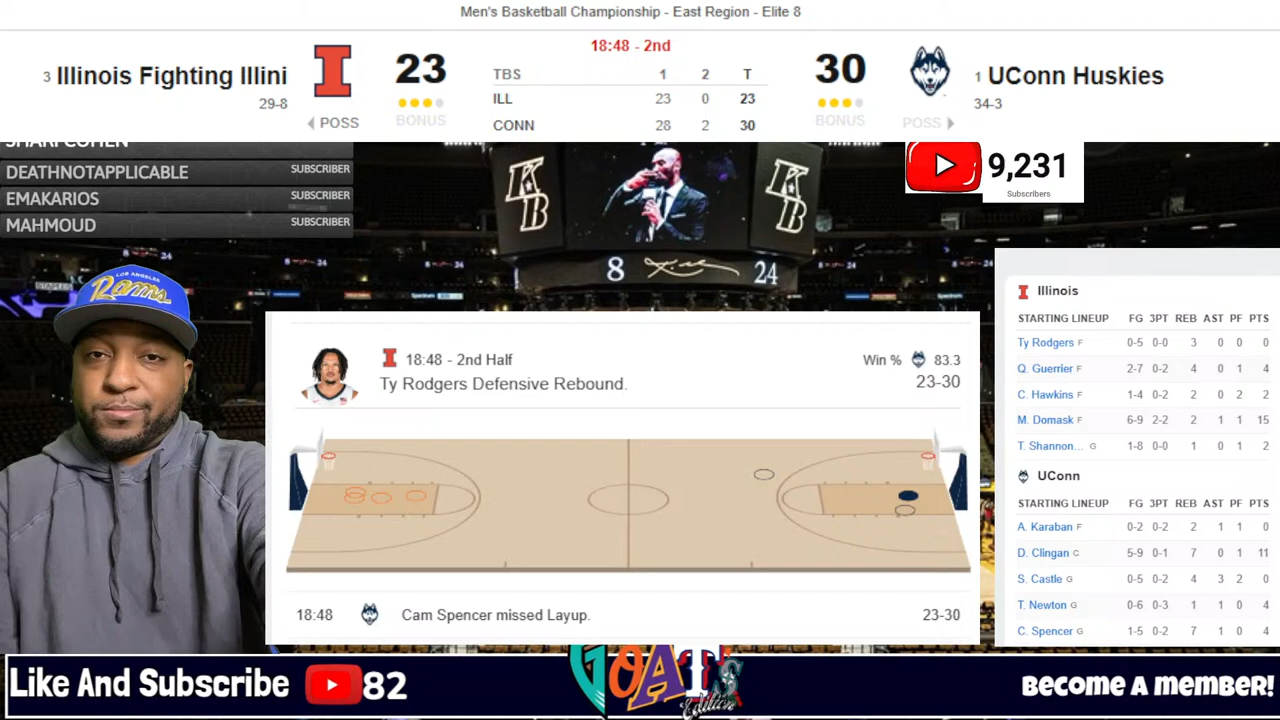 Men's Basketball Championship - East Region - Elite 8
3 Illinois Fighting Illini
29-8
POSS
23
BONUS
18:48 - 2nd
TBS 1 2 T
ILL 23 0 23
CONN 28 2 30
30
BONUS
1 UConn Huskies
34-3
POSS
DEATHNOTAPPLICABLE SUBSCRIBER
EMAKARIOS SUBSCRIBER
MAHMOUD SUBSCRIBER
KB
KB
8 24
9,231
Subscribers
LOS ANGELES
Rams
18:48 - 2nd Half
Ty Rodgers Defensive Rebound.
Win % 83.3
23-30
18:48 Cam Spencer missed Layup. 23-30
Illinois
STARTING LINEUP FG 3PT REB AST PF PTS
Ty Rodgers F 0-5 0-0 3 0 0 0
Q. Guerrier F 2-7 0-2 4 0 1 4
C. Hawkins F 1-4 0-2 2 0 2 2
M. Domask F 6-9 2-2 2 1 1 15
T. Shannon... G 1-8 0-0 1 0 1 2
UConn
STARTING LINEUP FG 3PT REB AST PF PTS
A. Karaban F 0-2 0-2 2 1 1 0
D. Clingan C 5-9 0-1 7 0 1 11
S. Castle G 0-5 0-2 4 3 2 0
T. Newton G 0-6 0-3 1 1 0 4
C. Spencer G 1-5 0-2 7 1 0 4
Like And Subscribe 82
GOATS
Edition
Become a member!